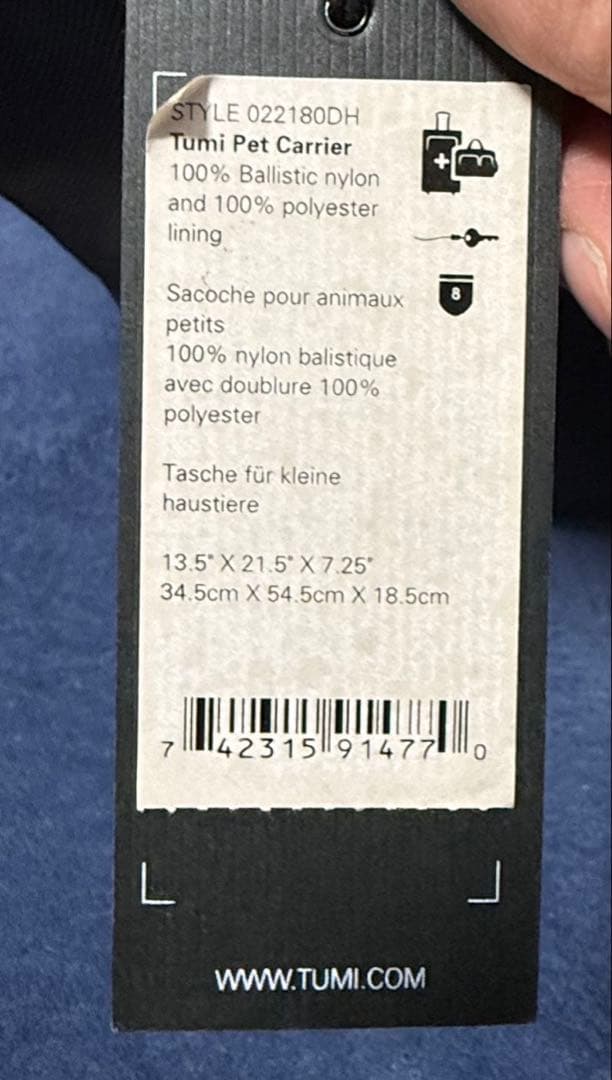 STYLE 022180DH
Tumi Pet Carrier
100% Ballistic nylon
and 100% polyester
lining
8
Sacoche pour animaux
petits
100% nylon balistique
avec doublure 100%
polyester
Tasche für kleine
haustiere
13.5" X 21.5" X 7.25"
34.5cm X 54.5cm X 18.5cm
7 42315 91477 0
WWW.TUMI.COM